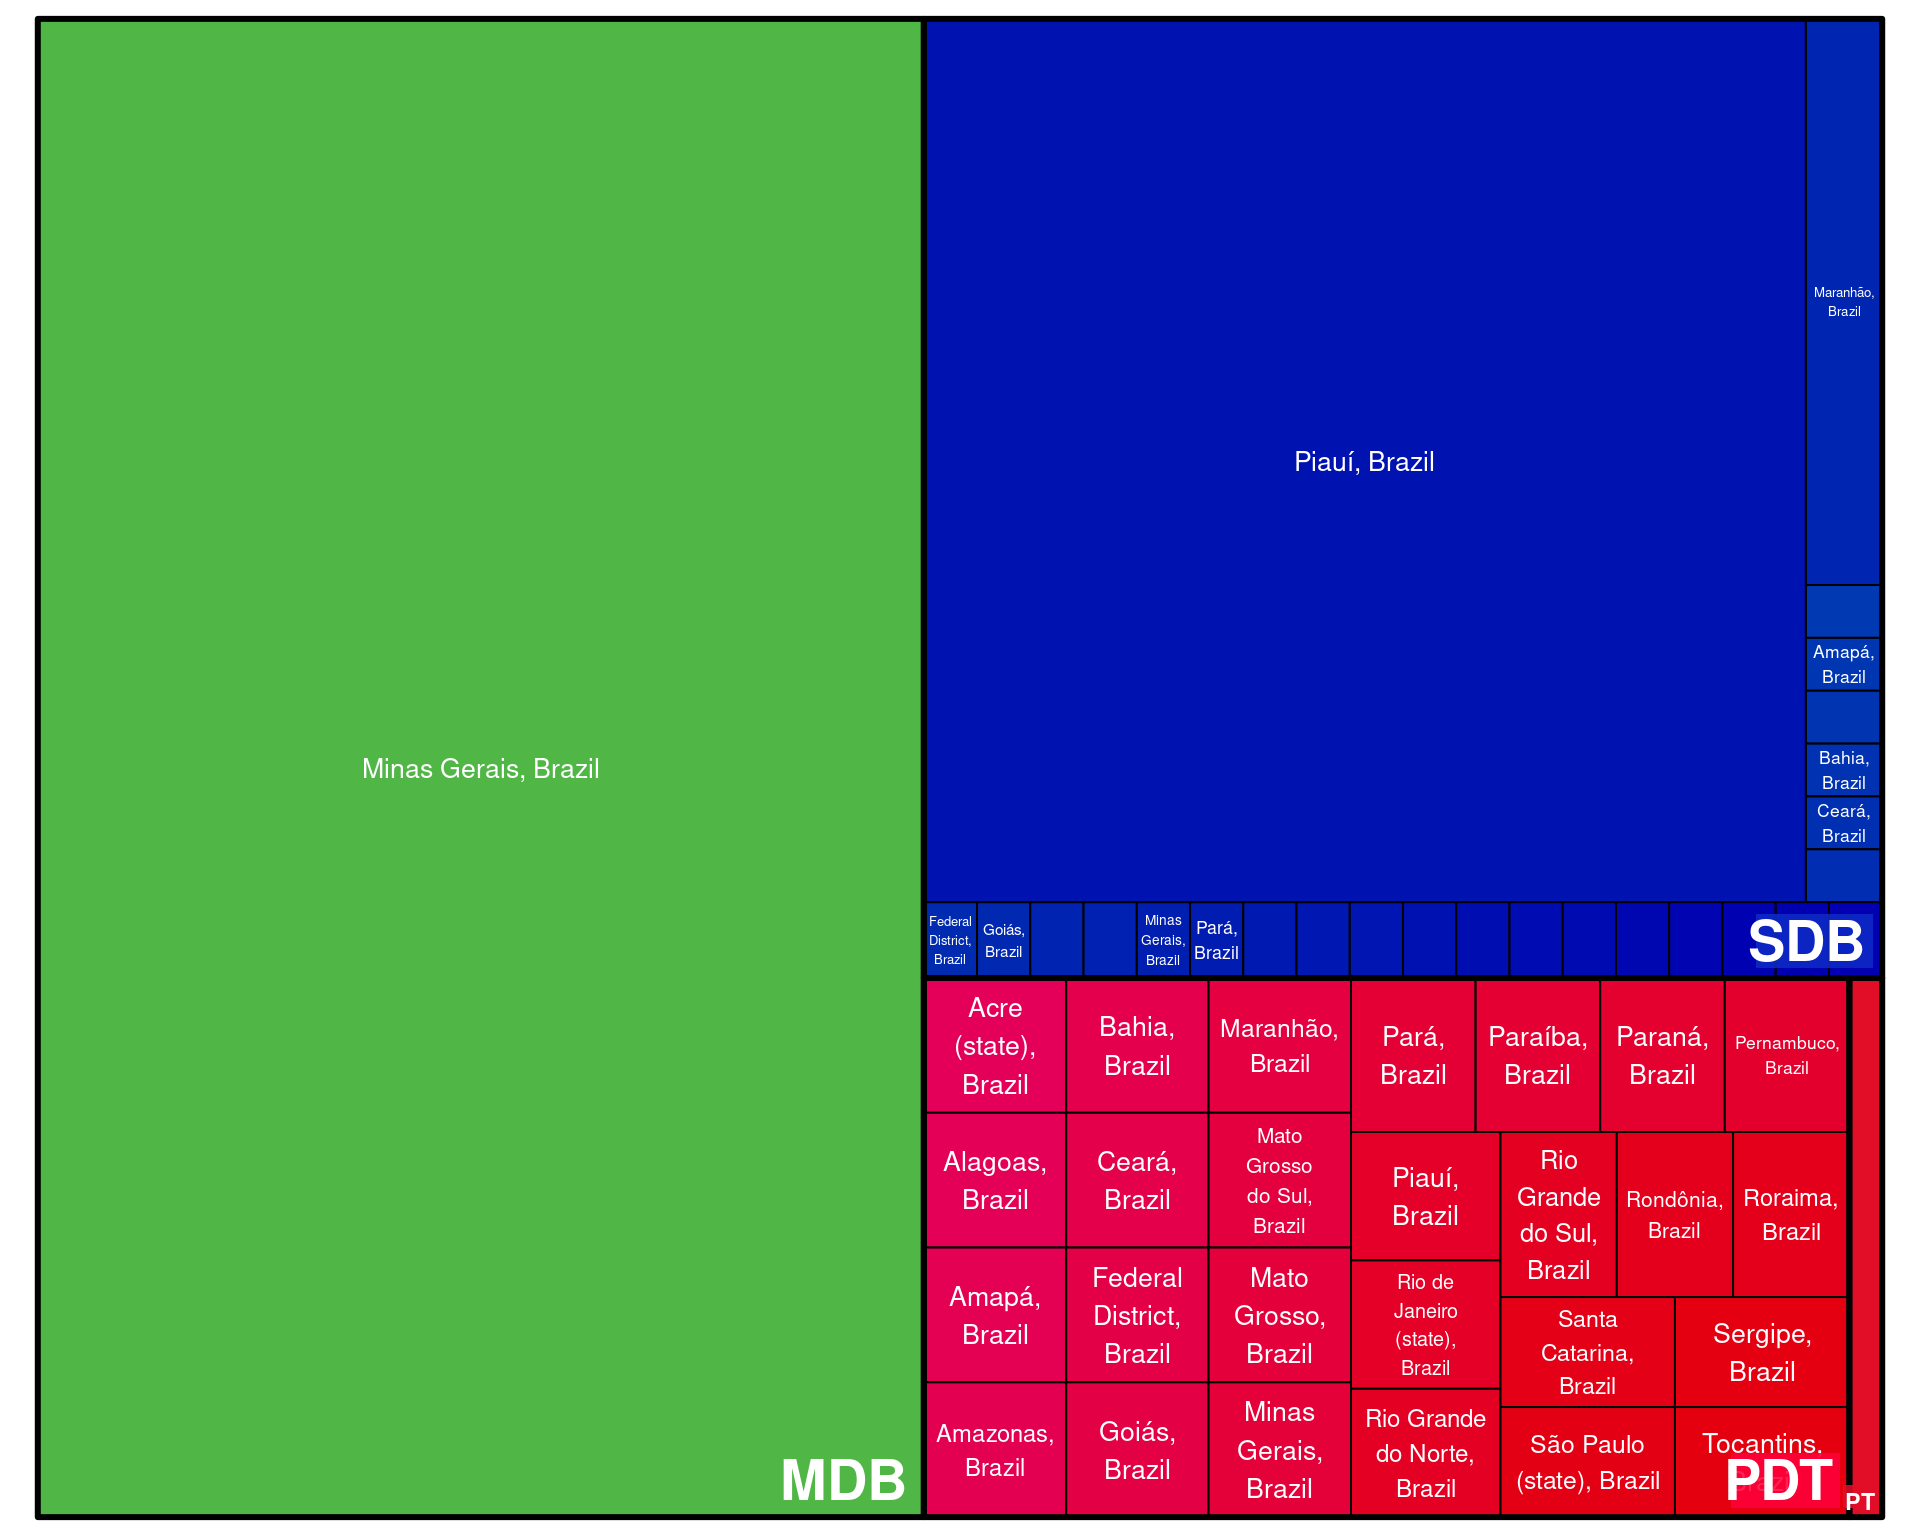 Minas Gerais, Brazil
MDB
Piauí, Brazil
Maranhão,
Brazil
Amapá,
Brazil
Bahia,
Brazil
Ceará,
Brazil
Federal
District,
Brazil
Goiás,
Brazil
Minas
Gerais,
Brazil
Pará,
Brazil
SDB
Acre
(state),
Brazil
Bahia,
Brazil
Maranhão,
Brazil
Pará,
Brazil
Paraíba,
Brazil
Paraná,
Brazil
Pernambuco,
Brazil
Alagoas,
Brazil
Ceará,
Brazil
Mato
Grosso
do Sul,
Brazil
Piauí,
Brazil
Rio
Grande
do Sul,
Brazil
Rondônia,
Brazil
Roraima,
Brazil
Amapá,
Brazil
Federal
District,
Brazil
Mato
Grosso,
Brazil
Rio de
Janeiro
(state),
Brazil
Santa
Catarina,
Brazil
Sergipe,
Brazil
Amazonas,
Brazil
Goiás,
Brazil
Minas
Gerais,
Brazil
Rio Grande
do Norte,
Brazil
São Paulo
(state), Brazil
Tocantins,
Brazil
PDT
PT